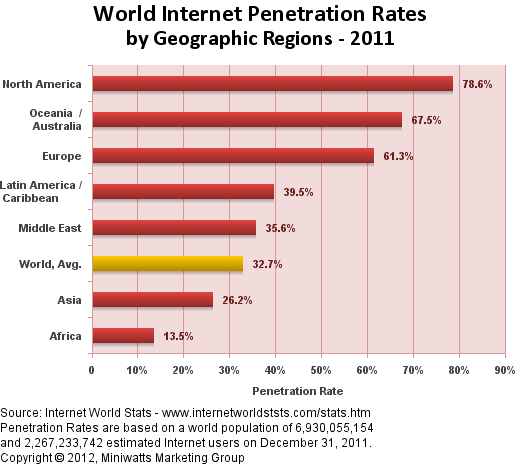 World Internet Penetration Rates
by Geographic Regions - 2011
North America
78.6%
Oceania /
Australia
67.5%
Europe
61.3%
Latin America /
Caribbean
39.5%
Middle East
35.6%
World, Avg.
32.7%
Asia
26.2%
Africa
13.5%
0 10% 20% 30% 40% 50% 60% 70% 80% 90%
Penetration Rate
Source: Internet World Stats - www.internetworldststs.com/stats.htm
Penetration Rates are based on a world population of 6,930,055,154
and 2,267,233,742 estimated Internet users on December 31, 2011.
Copyright © 2012, Miniwatts Marketing Group